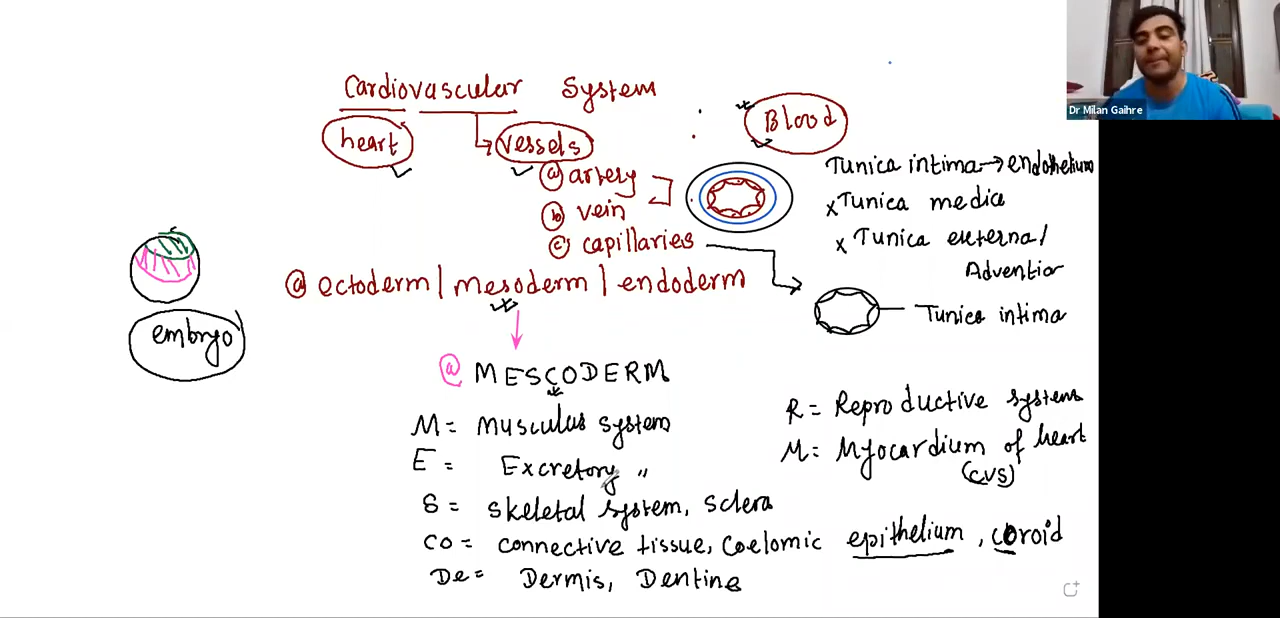 Cardiovascular System
heart
vessels
Blood
Dr Milan Gaihre
ⓐ artery
ⓑ vein
ⓒ capillaries
Tunica intima → endothelium
x Tunica media
x Tunica externa/
Adventia
Tunica intima
embryo
ⓐ ectoderm / mesoderm / endoderm
ⓐ MESCODERM
M = Musculus system
E = Excretory "
S = Skeletal system, Sclera
CO = Connective tissue, Coelomic epithelium, coroid
De = Dermis, Dentine
R = Reproductive system
M = Myocardium of heart
(CVS)